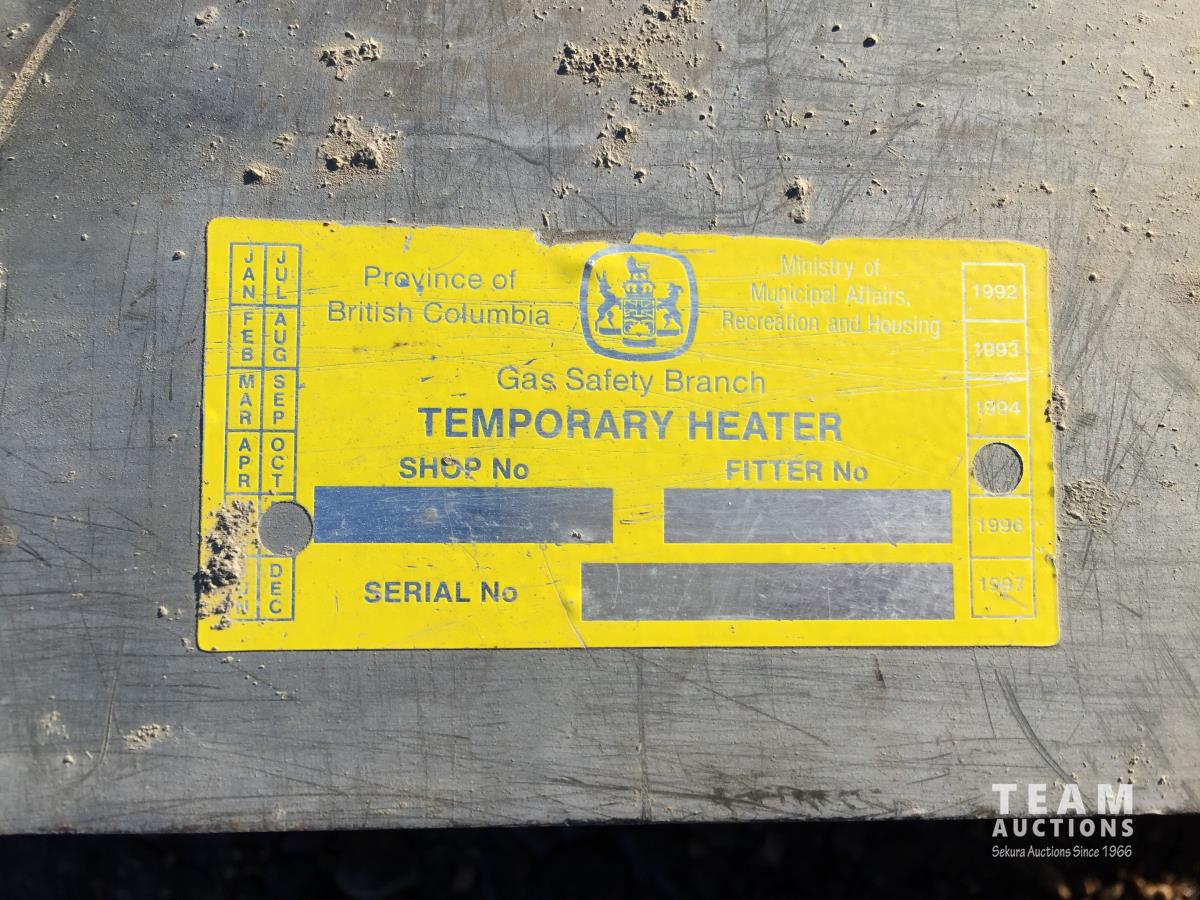 JAN
FEB
MAR
APR
JUL
AUG
SEP
OCT
DEC
Province of
British Columbia
Ministry of
Municipal Affairs,
Recreation and Housing
Gas Safety Branch
TEMPORARY HEATER
SHOP No
FITTER No
SERIAL No
1992
1993
1994
1996
1997
TEAM
AUCTIONS
Sekura Auctions Since 1966